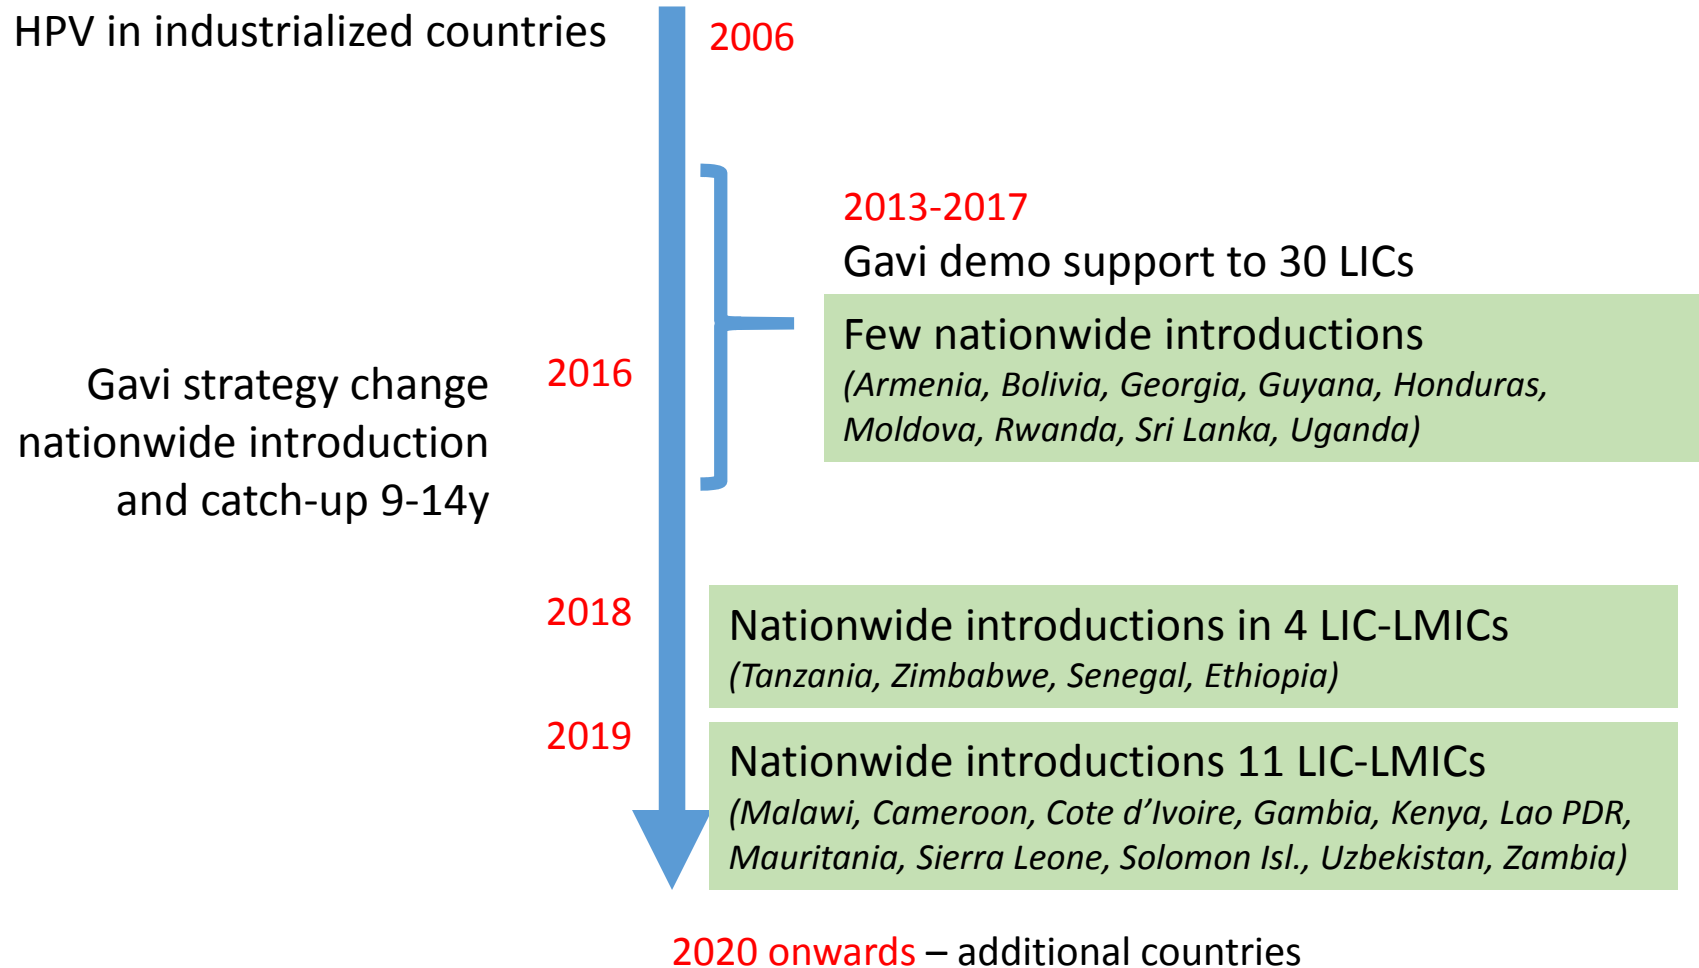 HPV in industrialized countries
2006
2013-2017
Gavi demo support to 30 LICs
Few nationwide introductions
(Armenia, Bolivia, Georgia, Guyana, Honduras,
Moldova, Rwanda, Sri Lanka, Uganda)
2016
Gavi strategy change
nationwide introduction
and catch-up 9-14y
2018
Nationwide introductions in 4 LIC-LMICs
(Tanzania, Zimbabwe, Senegal, Ethiopia)
2019
Nationwide introductions 11 LIC-LMICs
(Malawi, Cameroon, Cote d’Ivoire, Gambia, Kenya, Lao PDR,
Mauritania, Sierra Leone, Solomon Isl., Uzbekistan, Zambia)
2020 onwards – additional countries